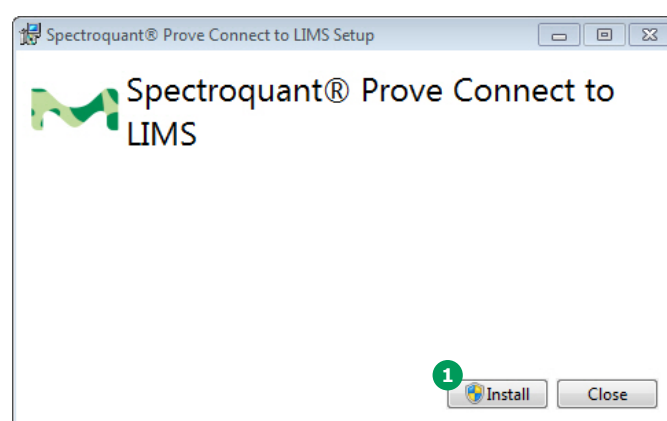 Spectroquant® Prove Connect to LIMS Setup
Spectroquant® Prove Connect to
LIMS
1
Install Close